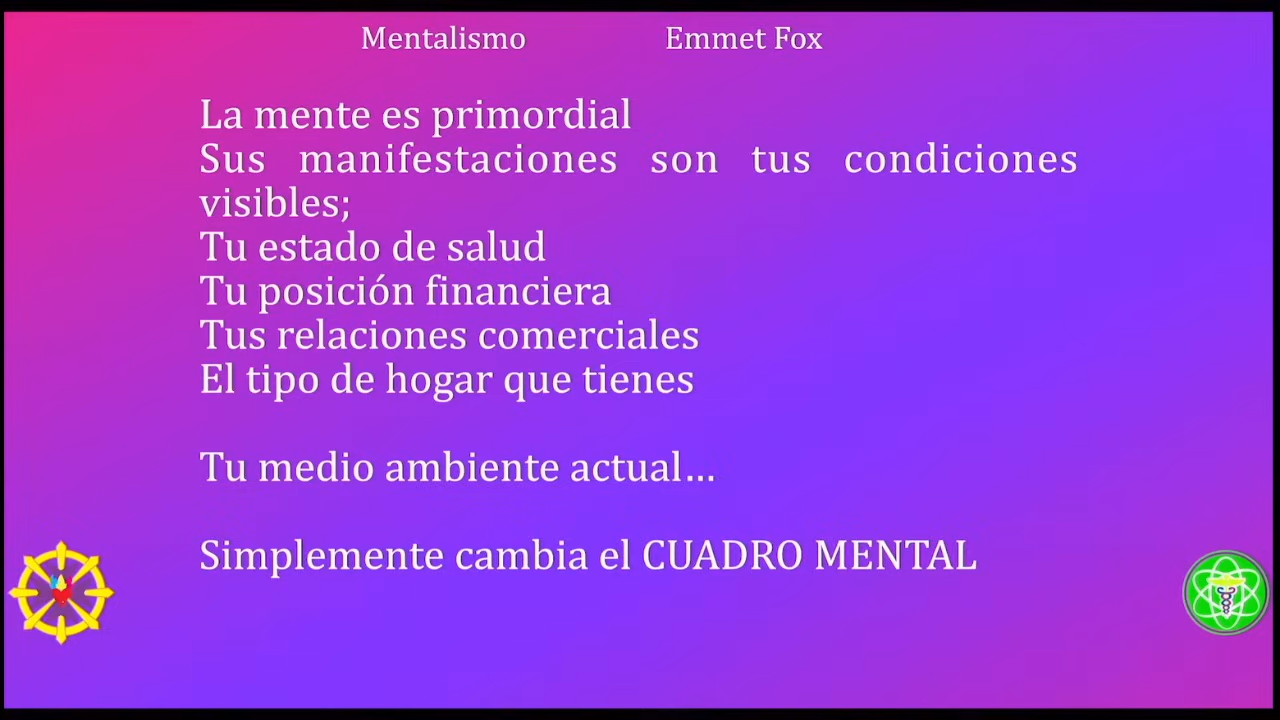 Mentalismo Emmet Fox
La mente es primordial
Sus manifestaciones son tus condiciones
visibles;
Tu estado de salud
Tu posición financiera
Tus relaciones comerciales
El tipo de hogar que tienes
Tu medio ambiente actual...
Simplemente cambia el CUADRO MENTAL